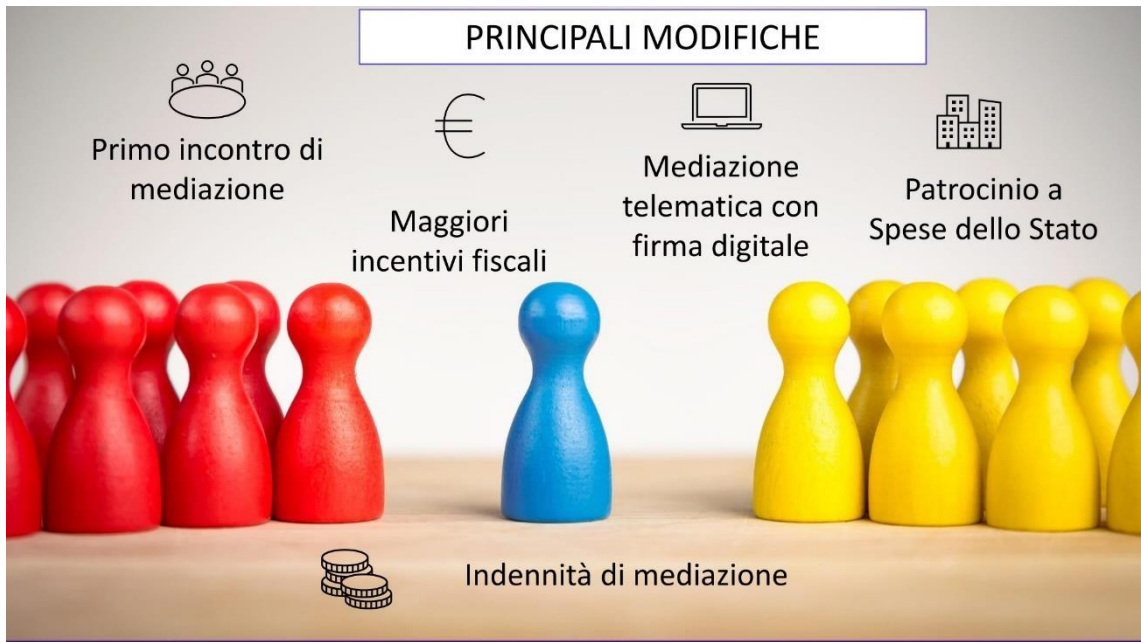 PRINCIPALI MODIFICHE
Primo incontro di
mediazione
Maggiori
incentivi fiscali
Mediazione
telematica con
firma digitale
Patrocinio a
Spese dello Stato
Indennità di mediazione